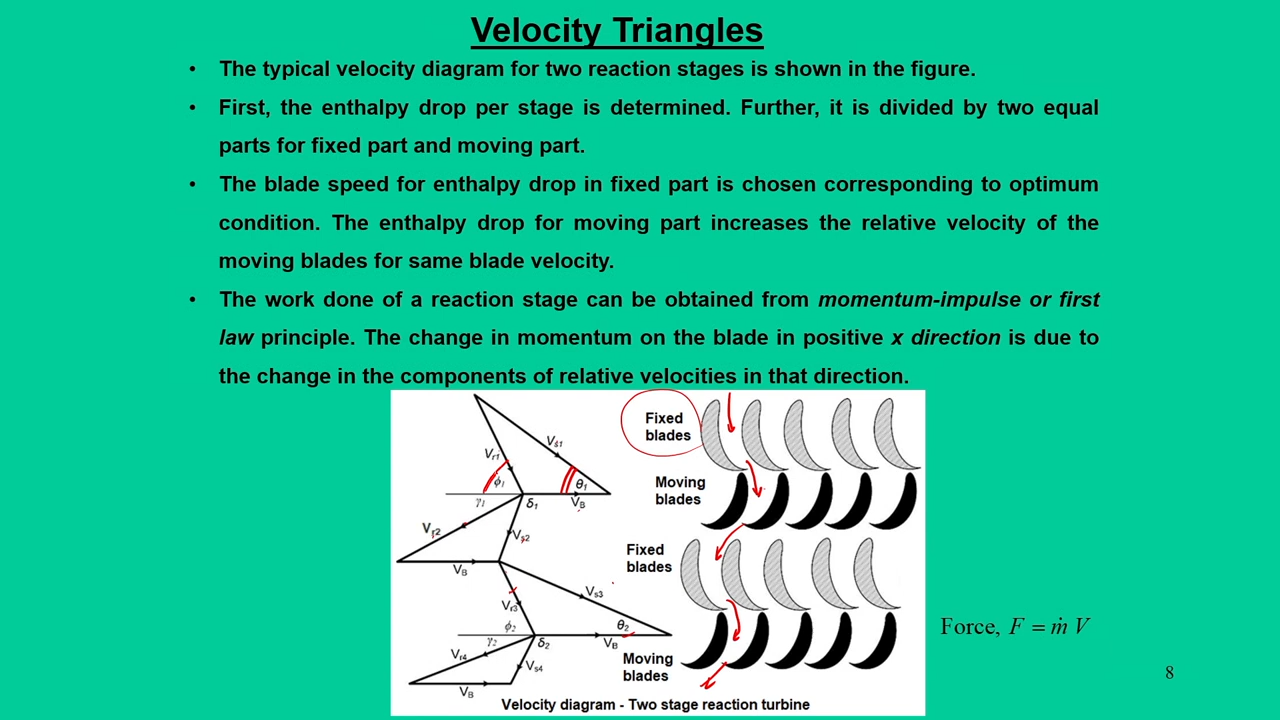 Velocity Triangles
• The typical velocity diagram for two reaction stages is shown in the figure.
• First, the enthalpy drop per stage is determined. Further, it is divided by two equal
parts for fixed part and moving part.
• The blade speed for enthalpy drop in fixed part is chosen corresponding to optimum
condition. The enthalpy drop for moving part increases the relative velocity of the
moving blades for same blade velocity.
• The work done of a reaction stage can be obtained from momentum-impulse or first
law principle. The change in momentum on the blade in positive x direction is due to
the change in the components of relative velocities in that direction.
Vs1
Vr1
ϕ1
θ1
γ1
δ1
VB
Vr2
Vs2
VB
Vs3
Vr3
ϕ2
θ2
γ2
δ2
VB
Vr4
Vs4
VB
Fixed
blades
Moving
blades
Fixed
blades
Moving
blades
Velocity diagram - Two stage reaction turbine
Force, F = ṁ V
8